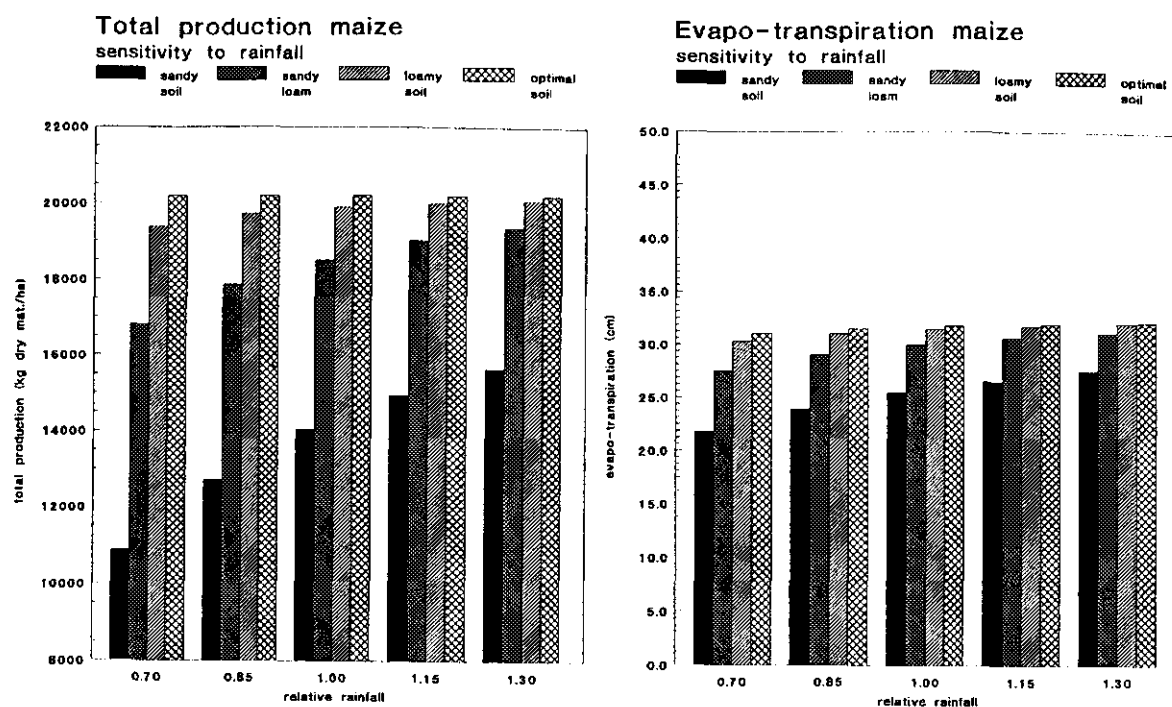 Total production maize
sensitivity to rainfall
sandy soil
sandy loam
loamy soil
optimal soil
total production (kg dry mat./ha)
22000
20000
18000
16000
14000
12000
10000
8000
0.70 0.85 1.00 1.15 1.30
relative rainfall
Evapo-transpiration maize
sensitivity to rainfall
sandy soil
sandy loam
loamy soil
optimal soil
evapo-transpiration (cm)
50.0
45.0
40.0
35.0
30.0
25.0
20.0
15.0
10.0
5.0
0.0
0.70 0.85 1.00 1.15 1.30
relative rainfall